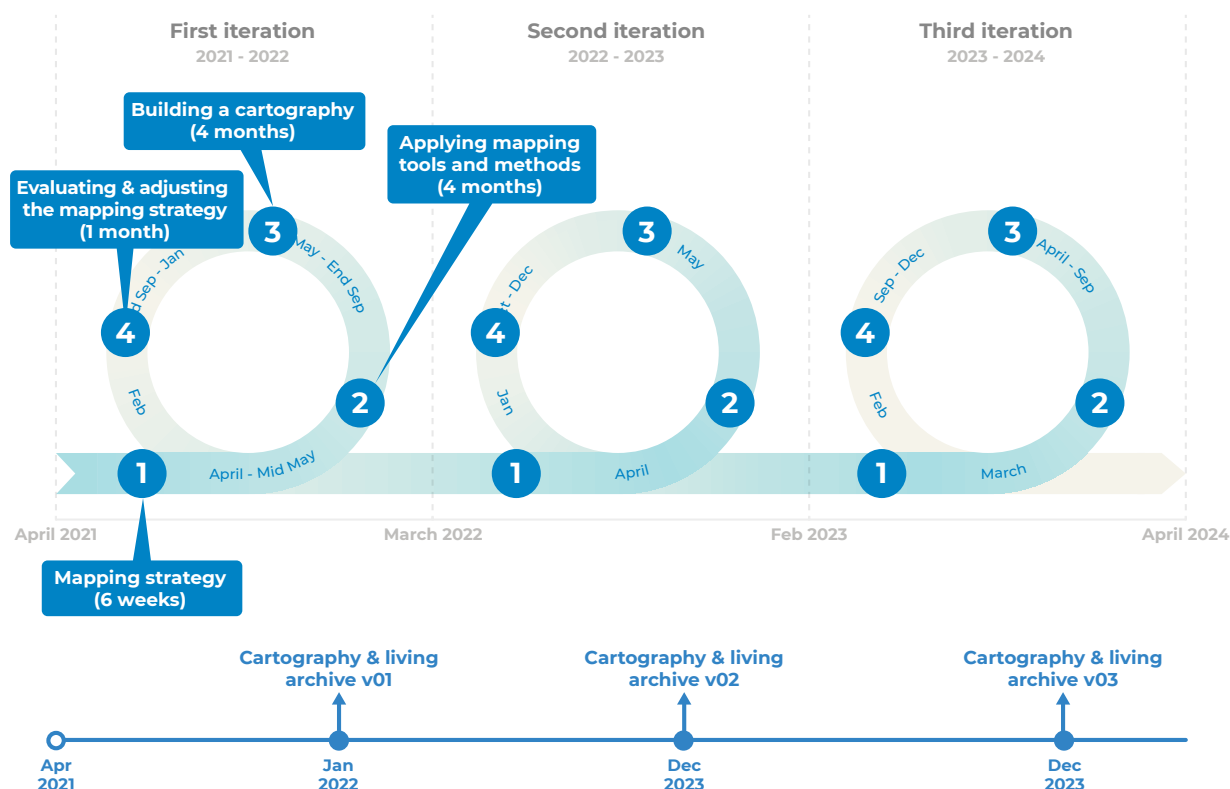 First iteration
2021 - 2022
Second iteration
2022 - 2023
Third iteration
2023 - 2024
Building a cartography
(4 months)
Applying mapping
tools and methods
(4 months)
Evaluating & adjusting
the mapping strategy
(1 month)
3
May - End Sep
Sep - Jan
4
2
Feb
1
April - Mid May
3
May
Dec
4
2
Jan
1
April
3
April - Sep
Sep - Dec
4
2
Feb
1
March
April 2021
March 2022
Feb 2023
April 2024
Mapping strategy
(6 weeks)
Cartography & living
archive v01
Cartography & living
archive v02
Cartography & living
archive v03
Apr
2021
Jan
2022
Dec
2023
Dec
2023